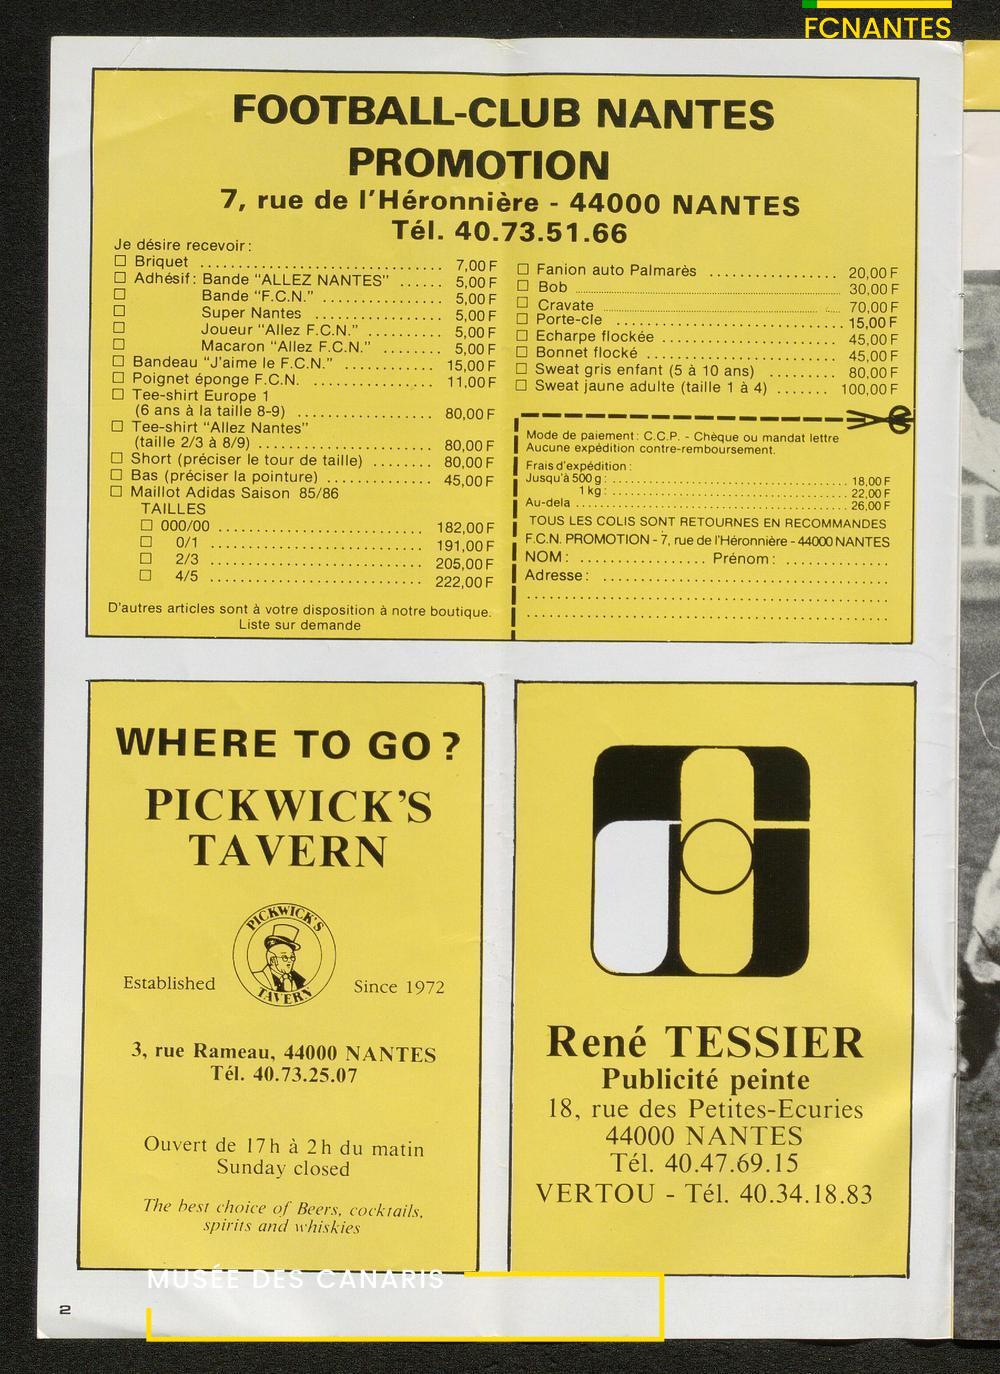 FCNANTES
FOOTBALL-CLUB NANTES
PROMOTION
7, rue de l'Héronnière - 44000 NANTES
Tél. 40.73.51.66
Je désire recevoir :
☐ Briquet ........ 7,00 F
☐ Adhésif : Bande "ALLEZ NANTES" ...... 5,00 F
☐ Bande "F.C.N." ........ 5,00 F
☐ Super Nantes ........ 5,00 F
☐ Joueur "Allez F.C.N." ........ 5,00 F
☐ Macaron "Allez F.C.N." ........ 5,00 F
☐ Bandeau "J'aime le F.C.N." ........ 15,00 F
☐ Poignet éponge F.C.N. ........ 11,00 F
☐ Tee-shirt Europe 1
(6 ans à la taille 8-9) ........ 80,00 F
☐ Tee-shirt "Allez Nantes"
(taille 2/3 à 8/9) ........ 80,00 F
☐ Short (préciser le tour de taille) ........ 80,00 F
☐ Bas (préciser la pointure) ........ 45,00 F
☐ Maillot Adidas Saison 85/86
TAILLES
☐ 000/00 ........ 182,00 F
☐ 0/1 ........ 191,00 F
☐ 2/3 ........ 205,00 F
☐ 4/5 ........ 222,00 F
D'autres articles sont à votre disposition à notre boutique.
Liste sur demande
☐ Fanion auto Palmarès ........ 20,00 F
☐ Bob ........ 30,00 F
☐ Cravate ........ 70,00 F
☐ Porte-cle ........ 15,00 F
☐ Echarpe flockée ........ 45,00 F
☐ Bonnet flocké ........ 45,00 F
☐ Sweat gris enfant (5 à 10 ans) ........ 80,00 F
☐ Sweat jaune adulte (taille 1 à 4) ....... 100,00 F
Mode de paiement : C.C.P. - Chèque ou mandat lettre
Aucune expédition contre-remboursement.
Frais d'expédition :
Jusqu'à 500 g : ........ 18,00 F
1 kg : ........ 22,00 F
Au-dela ........ 26,00 F
TOUS LES COLIS SONT RETOURNES EN RECOMMANDES
F.C.N. PROMOTION - 7, rue de l'Héronnière - 44000 NANTES
NOM : ........ Prénom : ........
Adresse : ........
WHERE TO GO ?
PICKWICK'S
TAVERN
PICKWICK'S
TAVERN
Established Since 1972
3, rue Rameau, 44000 NANTES
Tél. 40.73.25.07
Ouvert de 17 h à 2 h du matin
Sunday closed
The best choice of Beers, cocktails,
spirits and whiskies
René TESSIER
Publicité peinte
18, rue des Petites-Ecuries
44000 NANTES
Tél. 40.47.69.15
VERTOU - Tél. 40.34.18.83
MUSÉE DES CANARIS
2